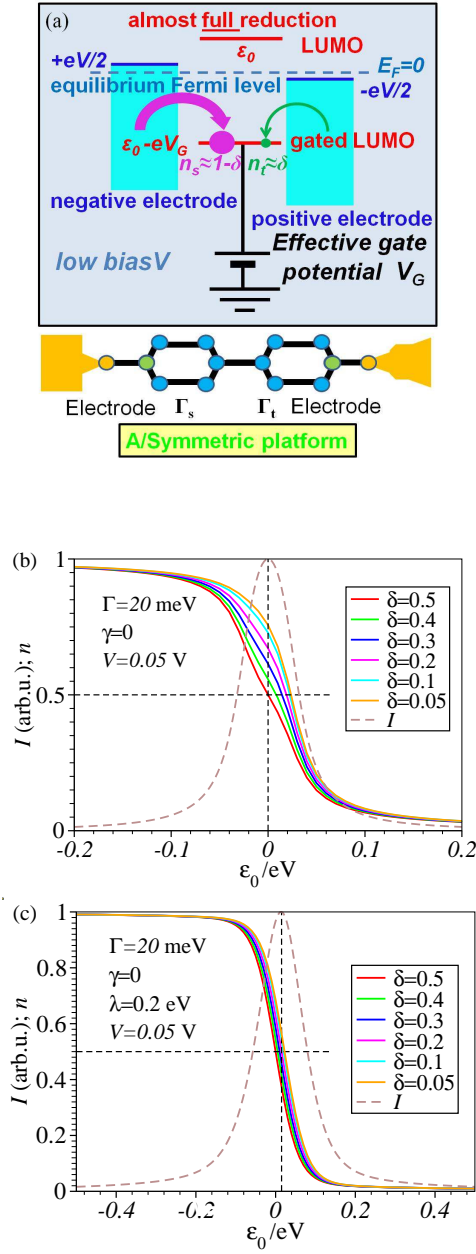 (a) almost full reduction
ε0 LUMO
+eV/2
EF=0
equilibrium Fermi level
-eV/2
ε0-eVG
gated LUMO
ns≈1-δ nt≈δ
negative electrode
positive electrode
low biasV
Effective gate
potential VG
Electrode Γs Γt Electrode
A/Symmetric platform
(b)
1
0.5
0
I (arb.u.); n
Γ=20 meV
γ=0
V=0.05 V
δ=0.5
δ=0.4
δ=0.3
δ=0.2
δ=0.1
δ=0.05
I
-0.2 -0.1 0 0.1 0.2
ε0/eV
(c)
1
0.8
0.6
0.4
0.2
0
I (arb.u.); n
Γ=20 meV
γ=0
λ=0.2 eV
V=0.05 V
δ=0.5
δ=0.4
δ=0.3
δ=0.2
δ=0.1
δ=0.05
I
-0.4 -0.2 0 0.2 0.4
ε0/eV